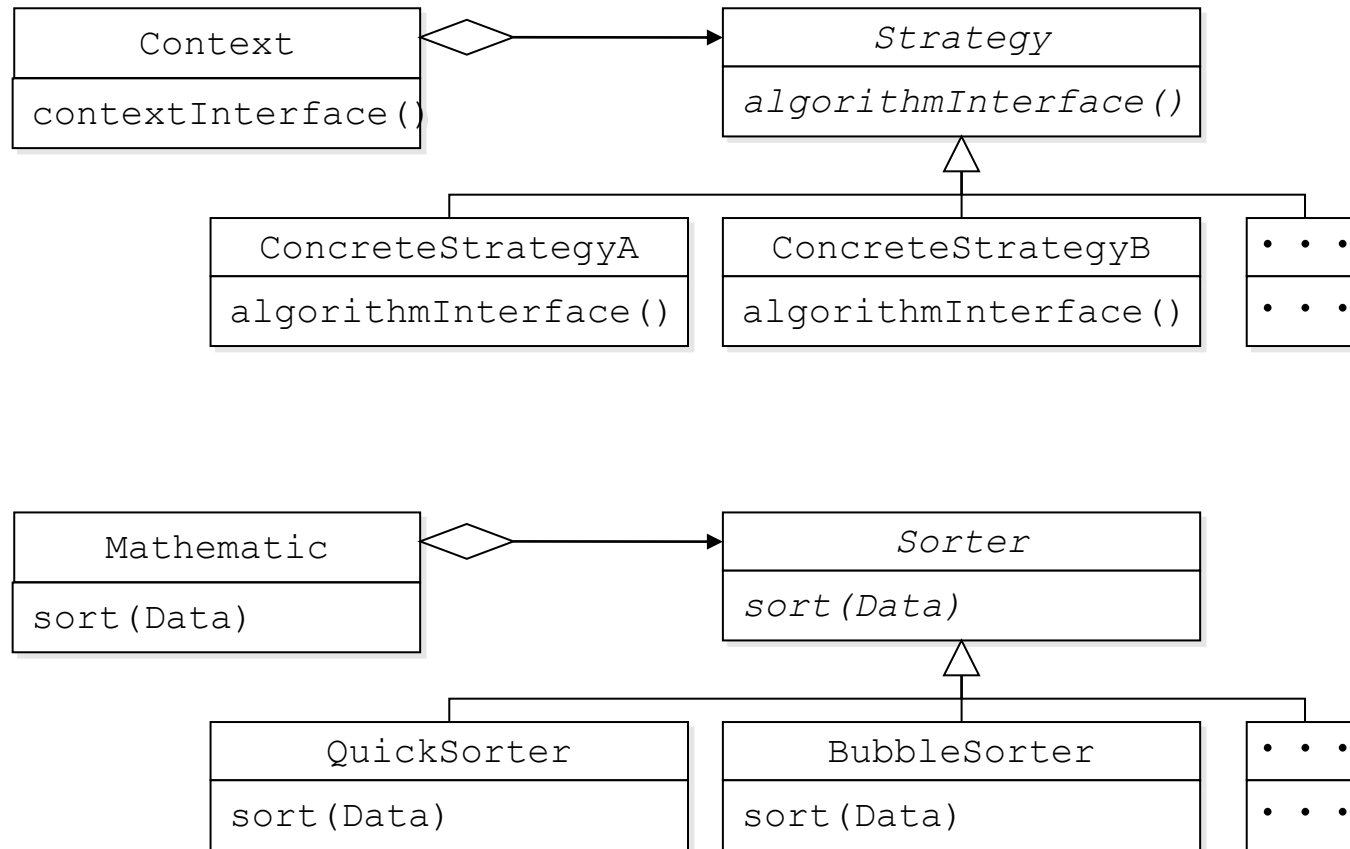 Context
Strategy
contextInterface()
algorithmInterface()
ConcreteStrategyA
ConcreteStrategyB
• • •
algorithmInterface()
algorithmInterface()
• • •
Mathematic
Sorter
sort(Data)
sort(Data)
QuickSorter
BubbleSorter
• • •
sort(Data)
sort(Data)
• • •